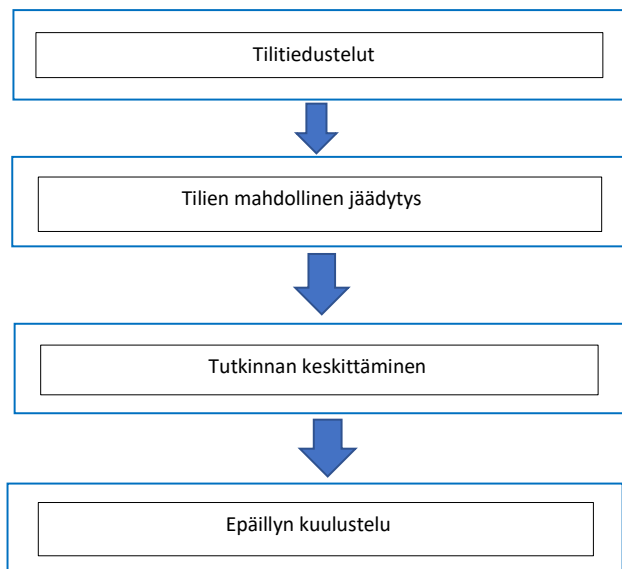 Tilitiedustelut
Tilien mahdollinen jäädytys
Tutkinnan keskittäminen
Epäillyn kuulustelu